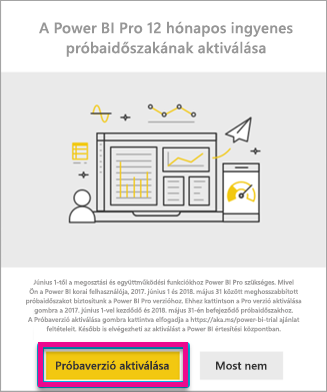 A Power BI Pro 12 hónapos ingyenes
próbaidőszakának aktiválása
Június 1-től a megosztási és együttműködési funkciókhoz Power BI Pro szükséges. Mivel
Ön a Power BI korai felhasználója, 2017. június 1 és 2018. május 31 között meghosszabbított
próbaidőszakot biztosítunk a Power BI Pro verzióhoz. Ehhez kattintson a Pro verzió aktiválása
gombra a 2017. június 1-vel kezdődő és 2018. május 31-én befejeződő próbaidőszakhoz.
A Próbaverzió aktiválása gombra kattintva elfogadja a https://aka.ms/power-bi-trial ajánlat
feltételeit. Később is elvégezheti az aktiválást a Power BI értesítési központban.
Próbaverzió aktiválása
Most nem